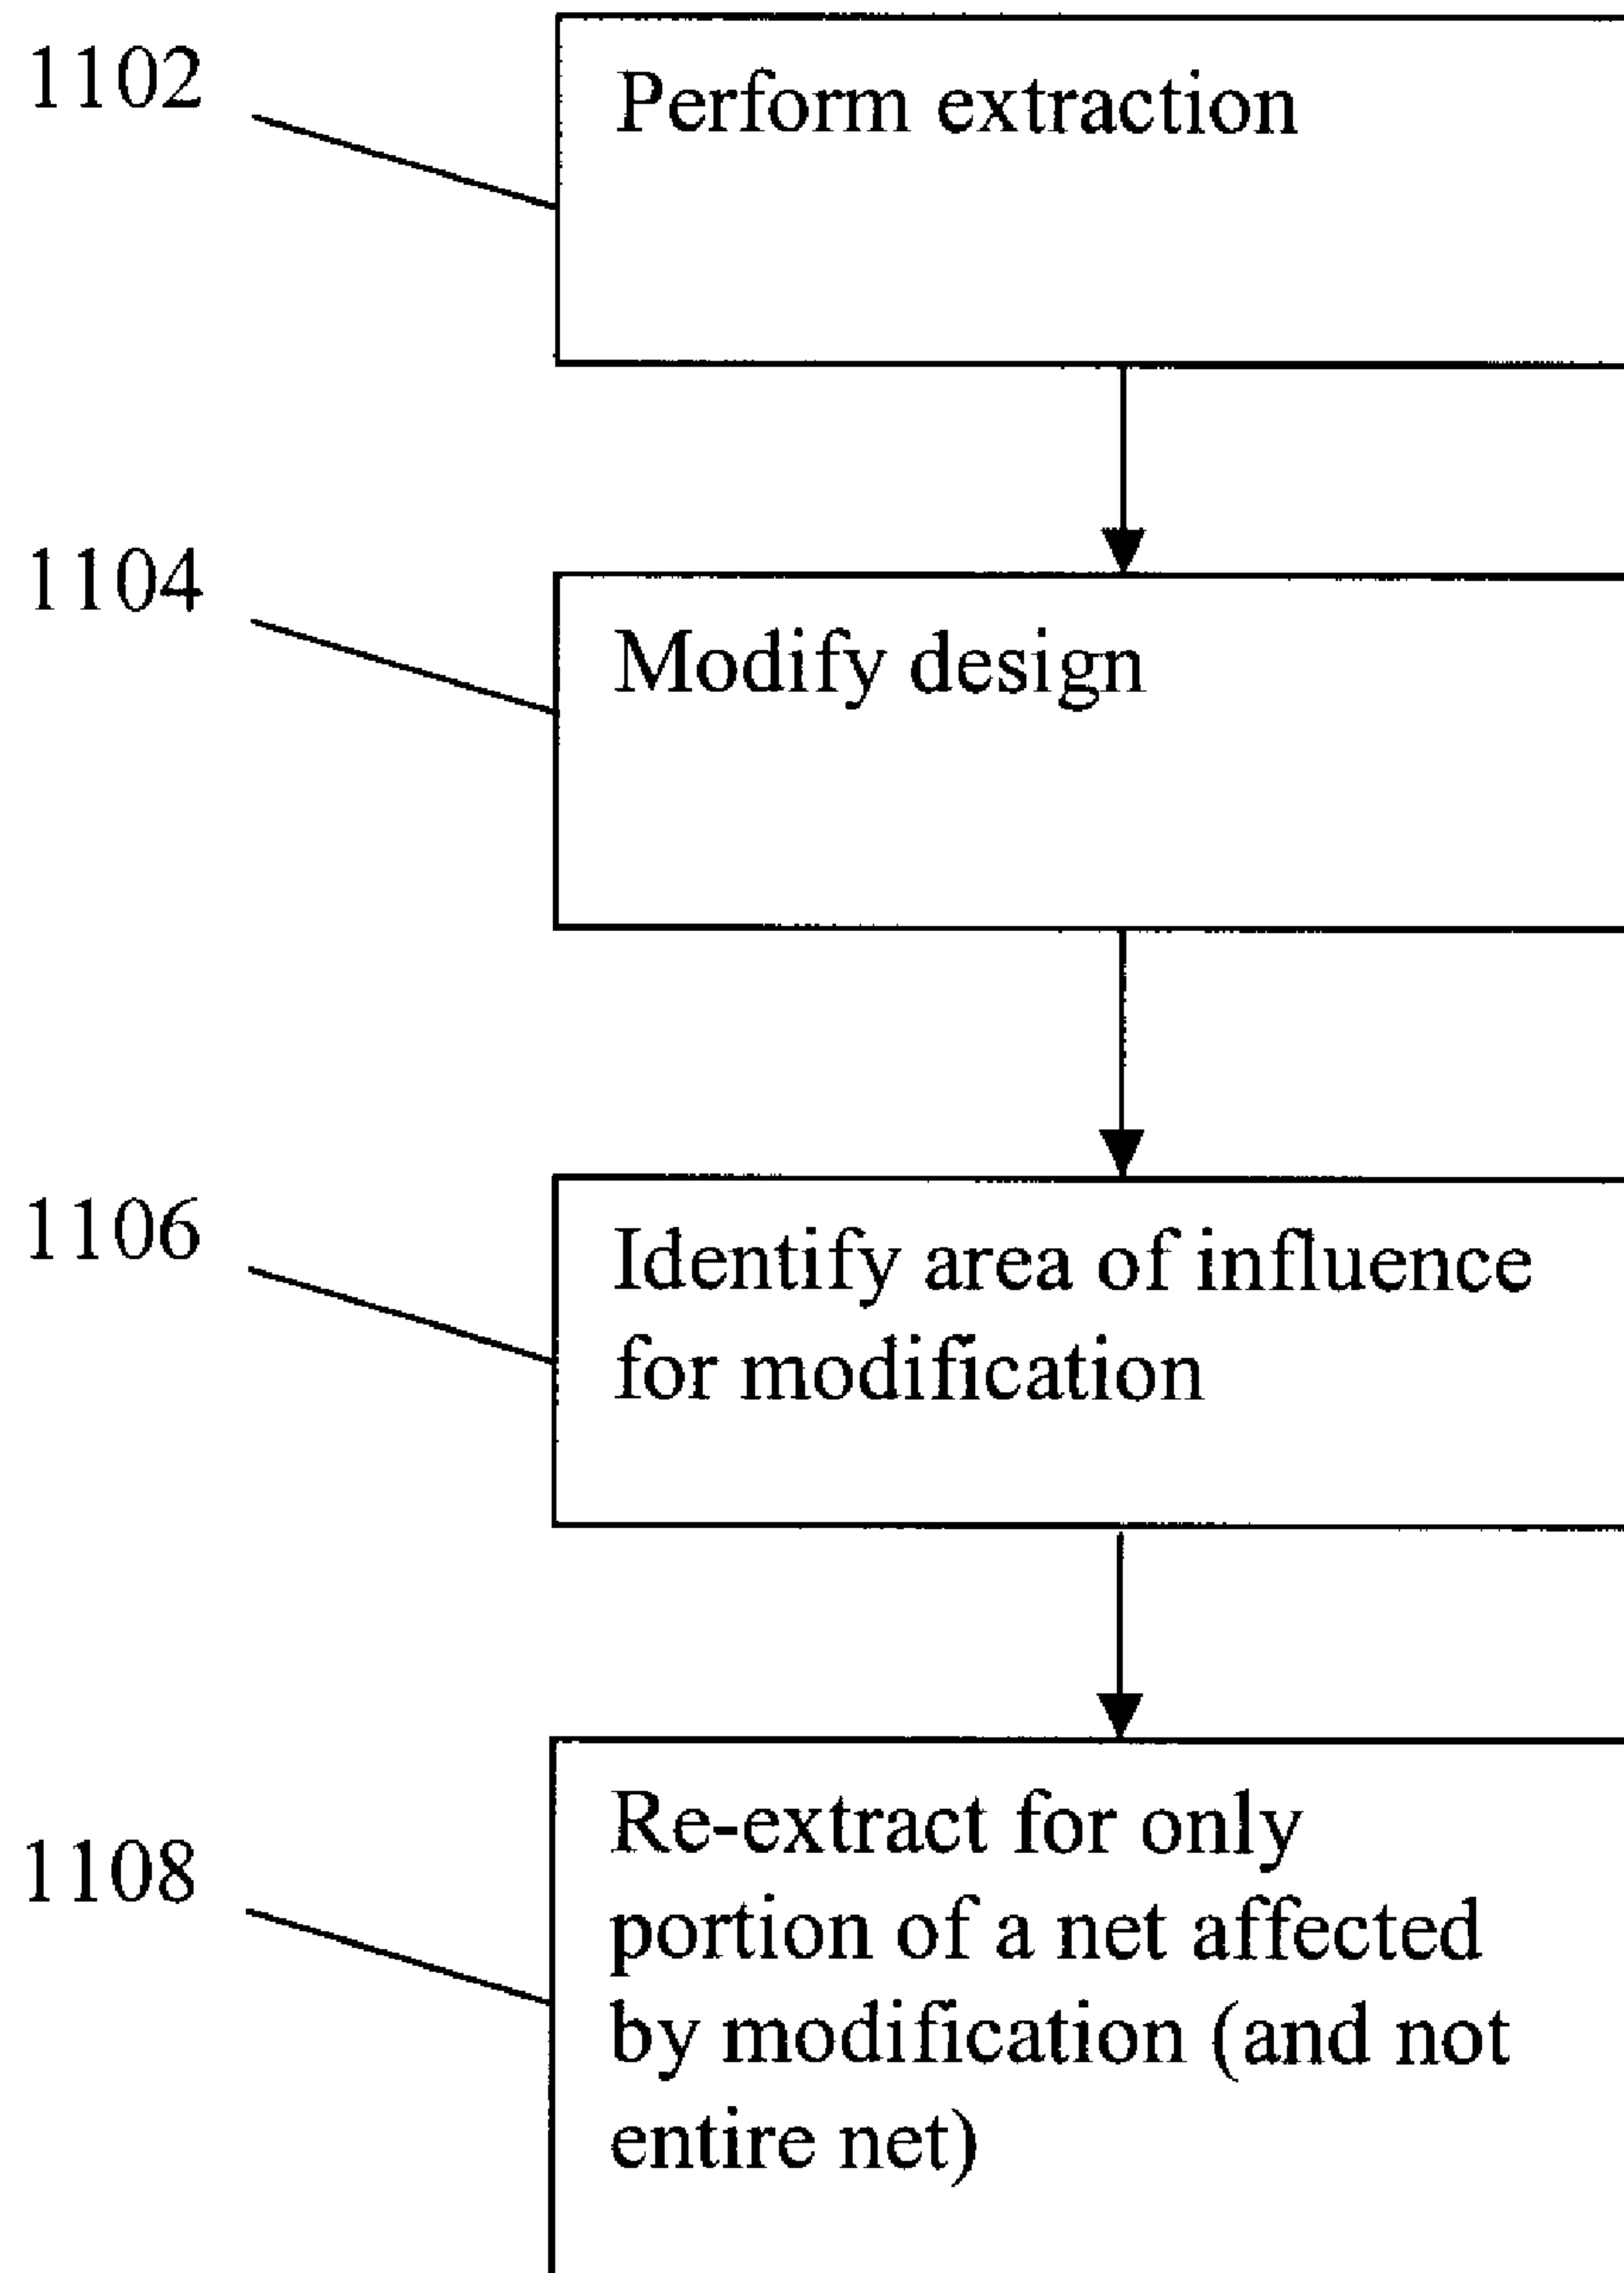 1102
Perform extraction
1104
Modify design
1106
Identify area of influence
for modification
1108
Re-extract for only
portion of a net affected
by modification (and not
entire net)